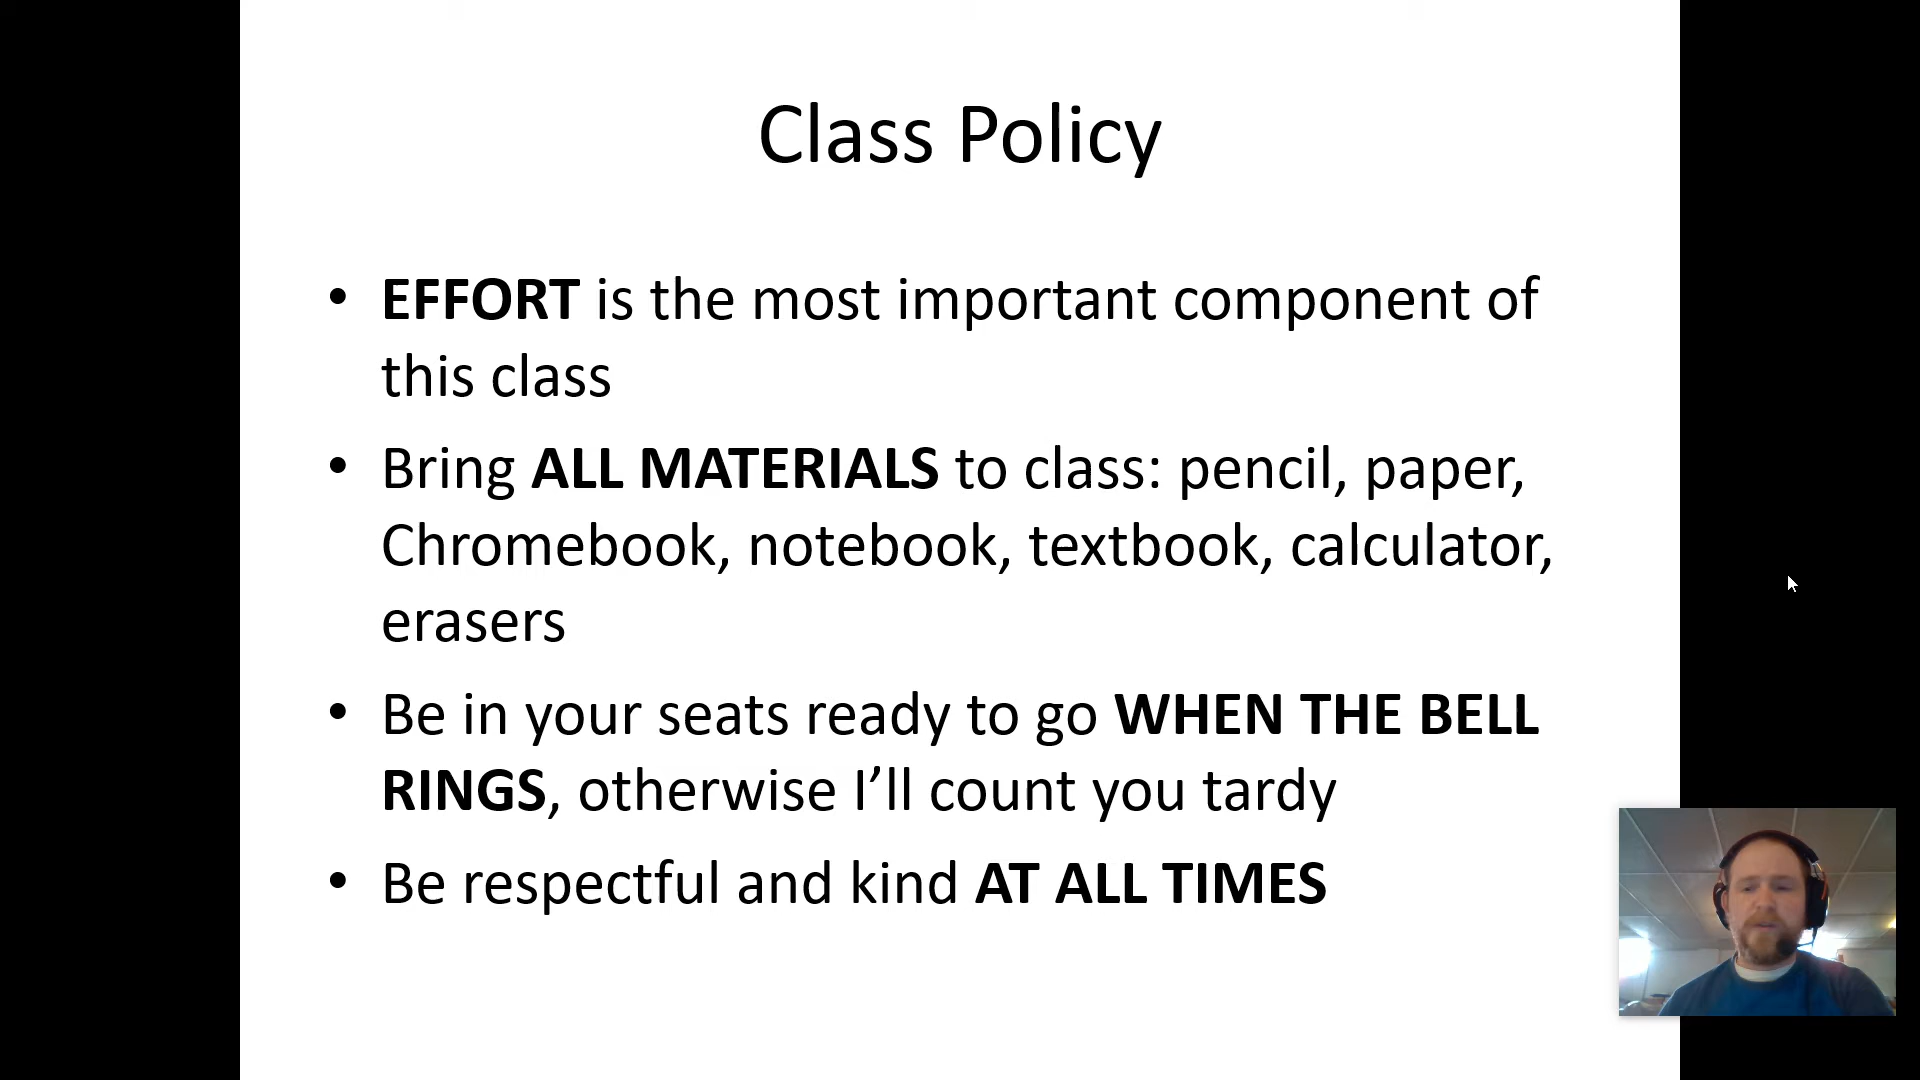 Class Policy
• EFFORT is the most important component of
this class
• Bring ALL MATERIALS to class: pencil, paper,
Chromebook, notebook, textbook, calculator,
erasers
• Be in your seats ready to go WHEN THE BELL
RINGS, otherwise I’ll count you tardy
• Be respectful and kind AT ALL TIMES